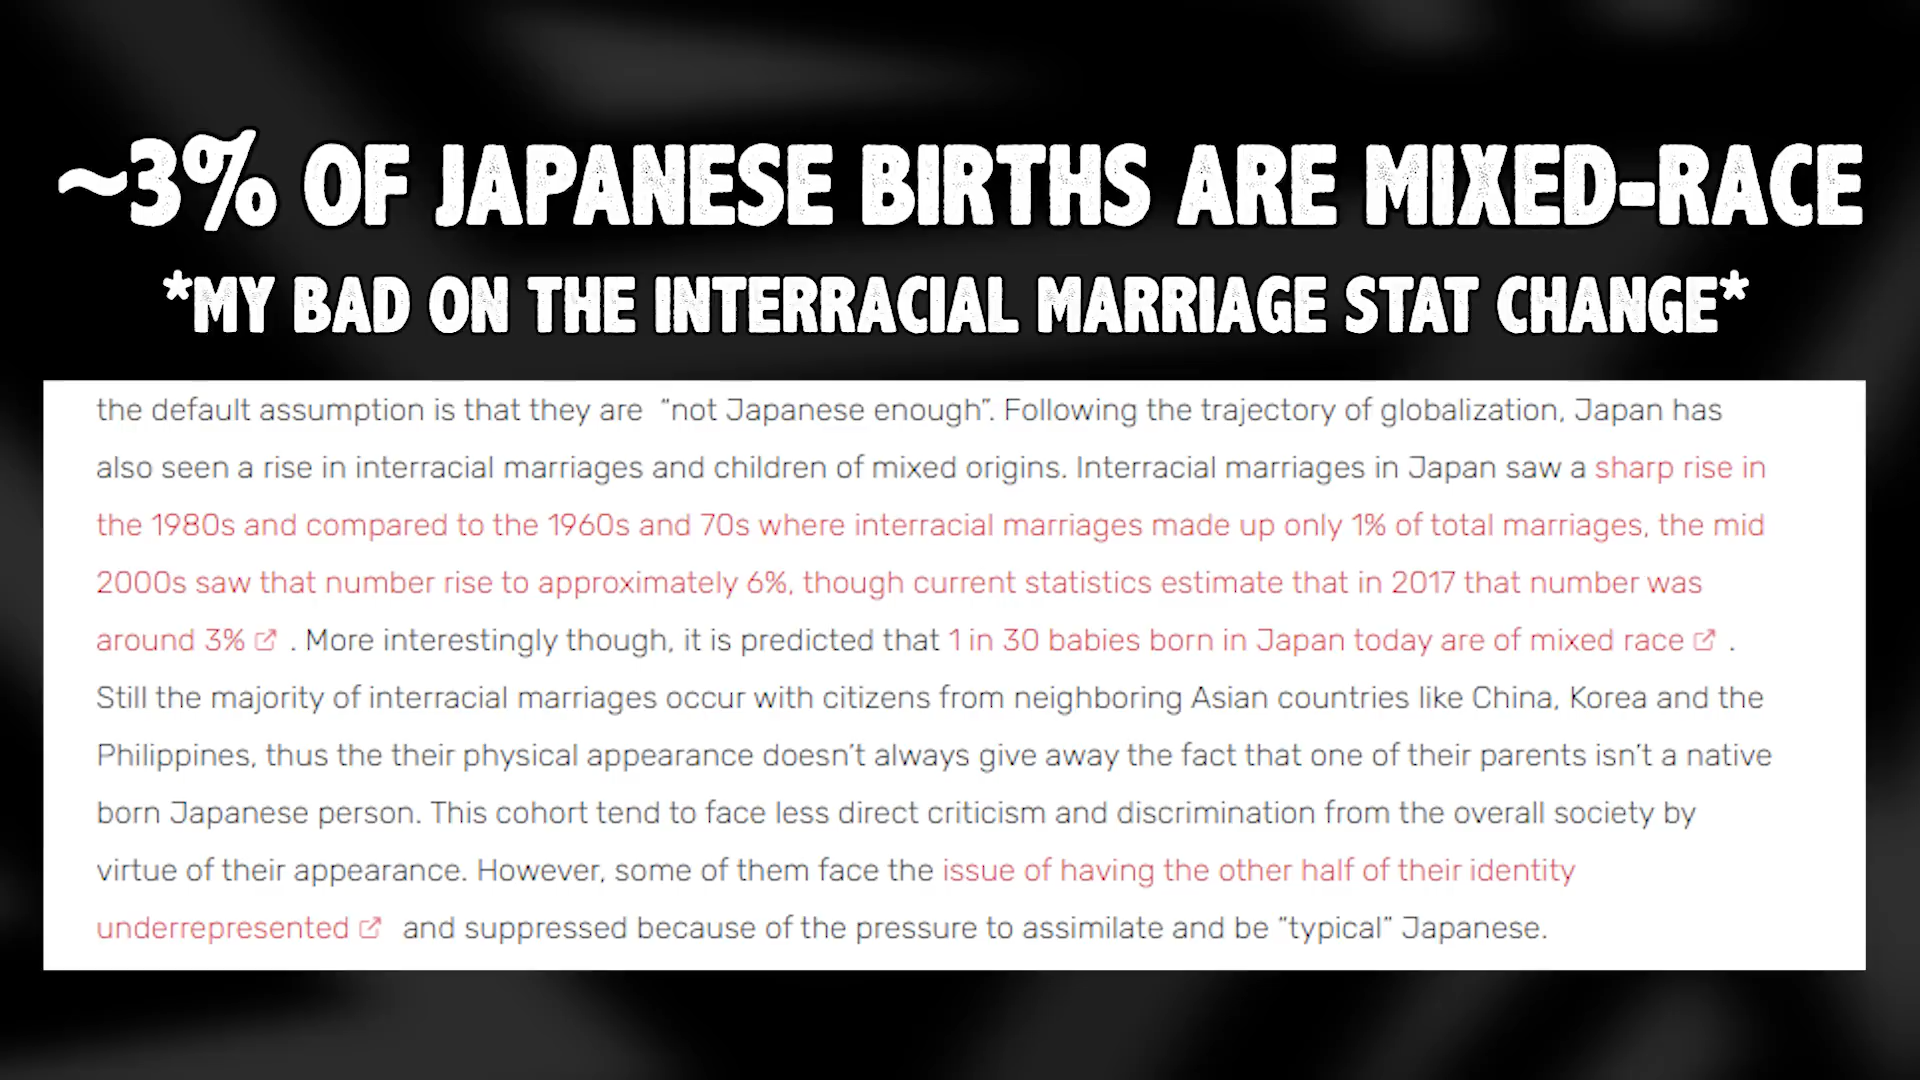 ~3% OF JAPANESE BIRTHS ARE MIXED-RACE
*MY BAD ON THE INTERRACIAL MARRIAGE STAT CHANGE*
the default assumption is that they are “not Japanese enough”. Following the trajectory of globalization, Japan has
also seen a rise in interracial marriages and children of mixed origins. Interracial marriages in Japan saw a sharp rise in
the 1980s and compared to the 1960s and 70s where interracial marriages made up only 1% of total marriages, the mid
2000s saw that number rise to approximately 6%, though current statistics estimate that in 2017 that number was
around 3% . More interestingly though, it is predicted that 1 in 30 babies born in Japan today are of mixed race .
Still the majority of interracial marriages occur with citizens from neighboring Asian countries like China, Korea and the
Philippines, thus the their physical appearance doesn’t always give away the fact that one of their parents isn’t a native
born Japanese person. This cohort tend to face less direct criticism and discrimination from the overall society by
virtue of their appearance. However, some of them face the issue of having the other half of their identity
underrepresented and suppressed because of the pressure to assimilate and be “typical” Japanese.